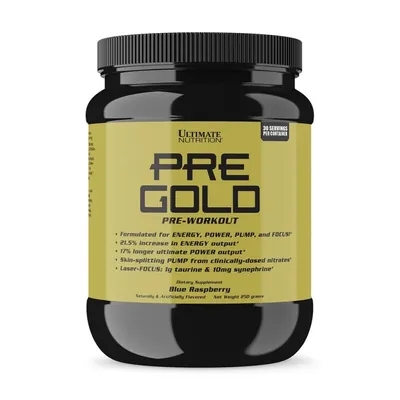 30 SERVINGS
PER CONTAINER
ULTIMATE
NUTRITION®
PRE
GOLD
PRE-WORKOUT
• Formulated for ENERGY, POWER, PUMP, and FOCUS!*
• 21.5% increase in ENERGY output*
• 17% longer ultimate POWER output*
• Skin-splitting PUMP from clinically-dosed nitrates*
• Laser-FOCUS: 1g taurine & 10mg synephrine*
Dietary Supplement
Blue Raspberry
Naturally & Artificially Flavored Net Weight 250 grams